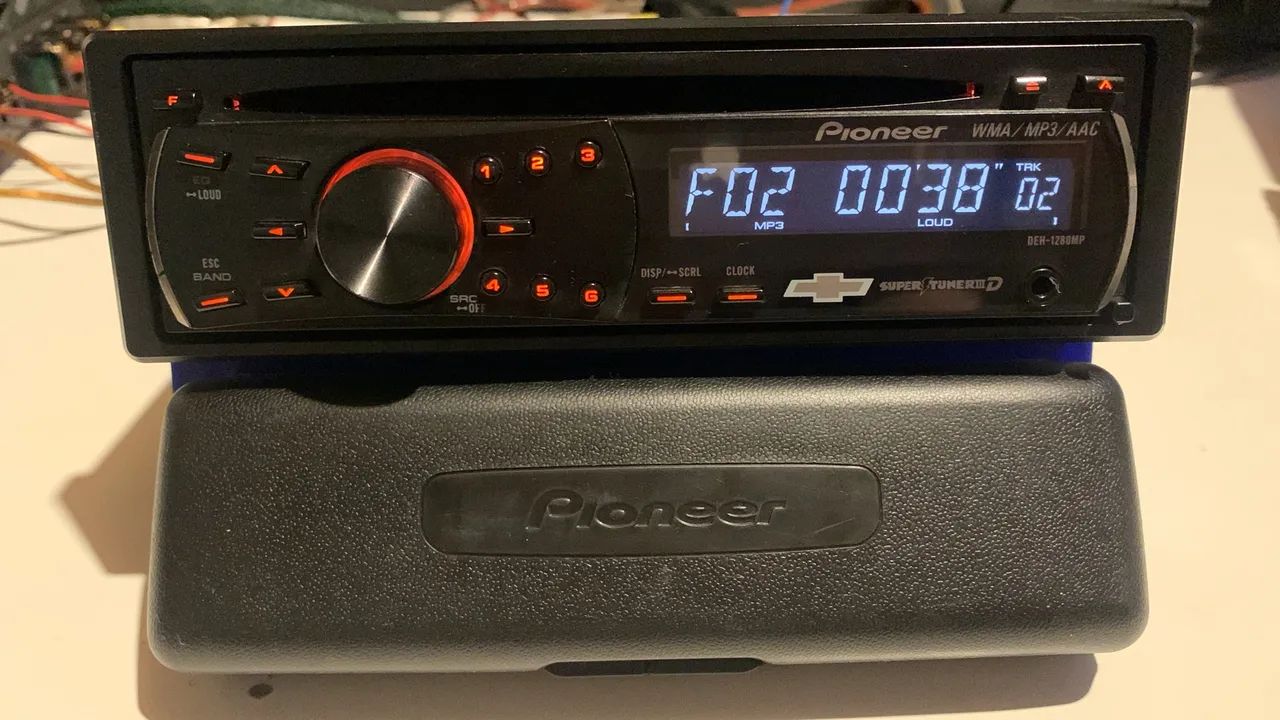 F
Pioneer WMA/MP3/AAC
EQ
LOUD
1 2 3
F02 00'38" TRK 02
MP3 LOUD
DEH-1280MP
ESC
BAND
SRC
OFF
4 5 6
DISP/ SCRL CLOCK
SUPER TUNER III D
Pioneer